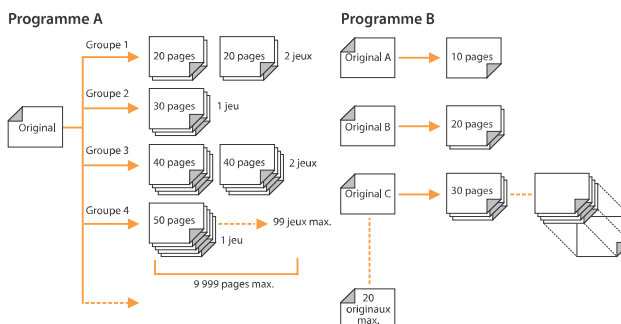 Programme A
Groupe 1
20 pages
20 pages
2 jeux
Groupe 2
30 pages
1 jeu
Original
Groupe 3
40 pages
40 pages
2 jeux
Groupe 4
50 pages
1 jeu
99 jeux max.
9 999 pages max.
Programme B
Original A
10 pages
Original B
20 pages
Original C
30 pages
20
originaux
max.